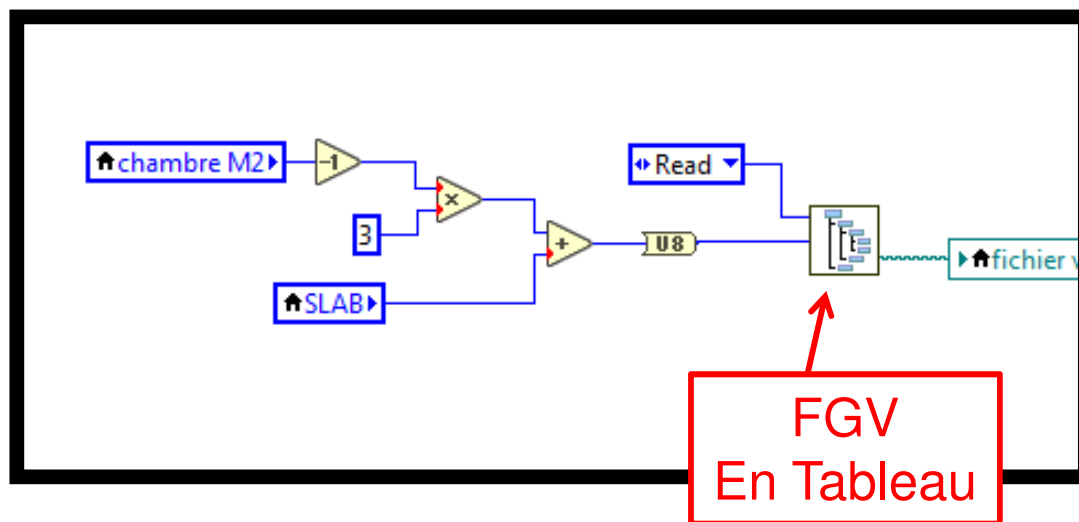 chambre M2
-1
x
3
+
SLAB
U8
Read
fichier v
FGV
En Tableau